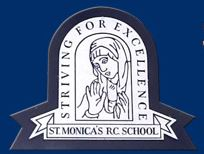 STRIVING FOR EXCELLENCE
ST. MONICA'S R.C. SCHOOL